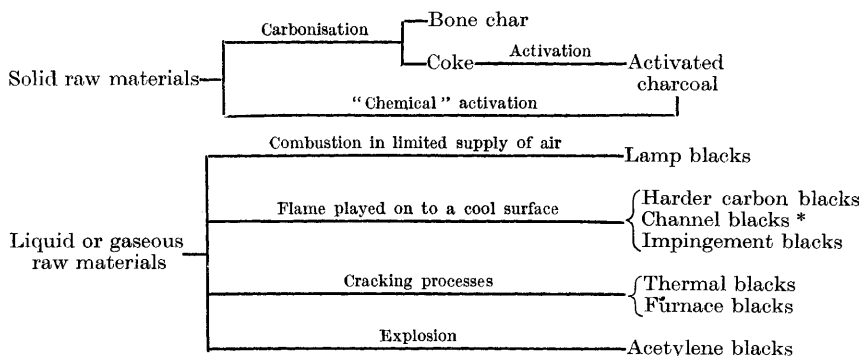 Carbonisation
Bone char
Coke
Activation
Activated
charcoal
Solid raw materials
"Chemical" activation
Combustion in limited supply of air
Lamp blacks
Flame played on to a cool surface
Harder carbon blacks
Channel blacks *
Impingement blacks
Liquid or gaseous
raw materials
Cracking processes
Thermal blacks
Furnace blacks
Explosion
Acetylene blacks